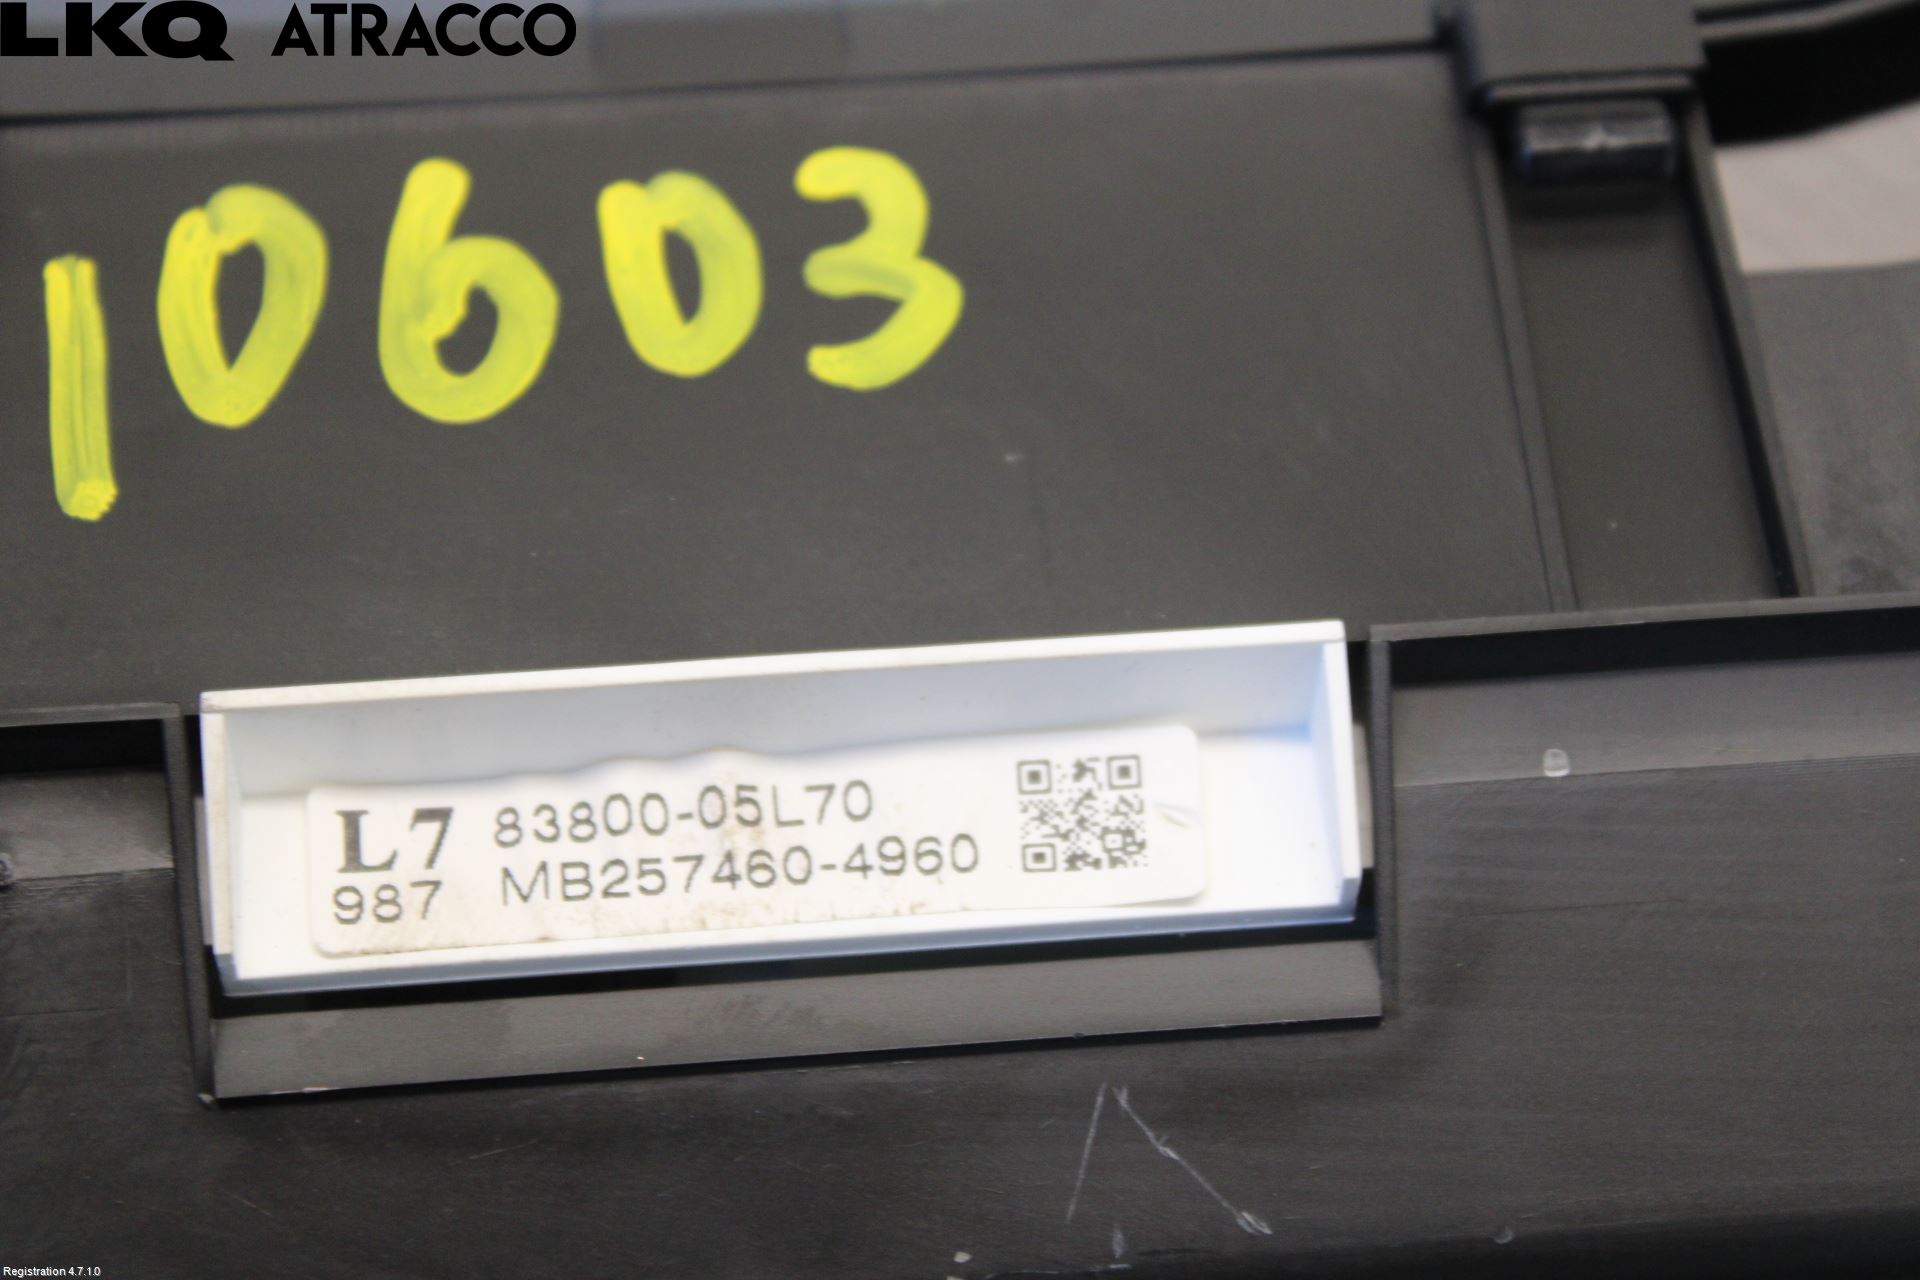 LKQ ATRACCO
10603
L7 83800-05L70
987 MB257460-4960
Registration 4.7.1.0